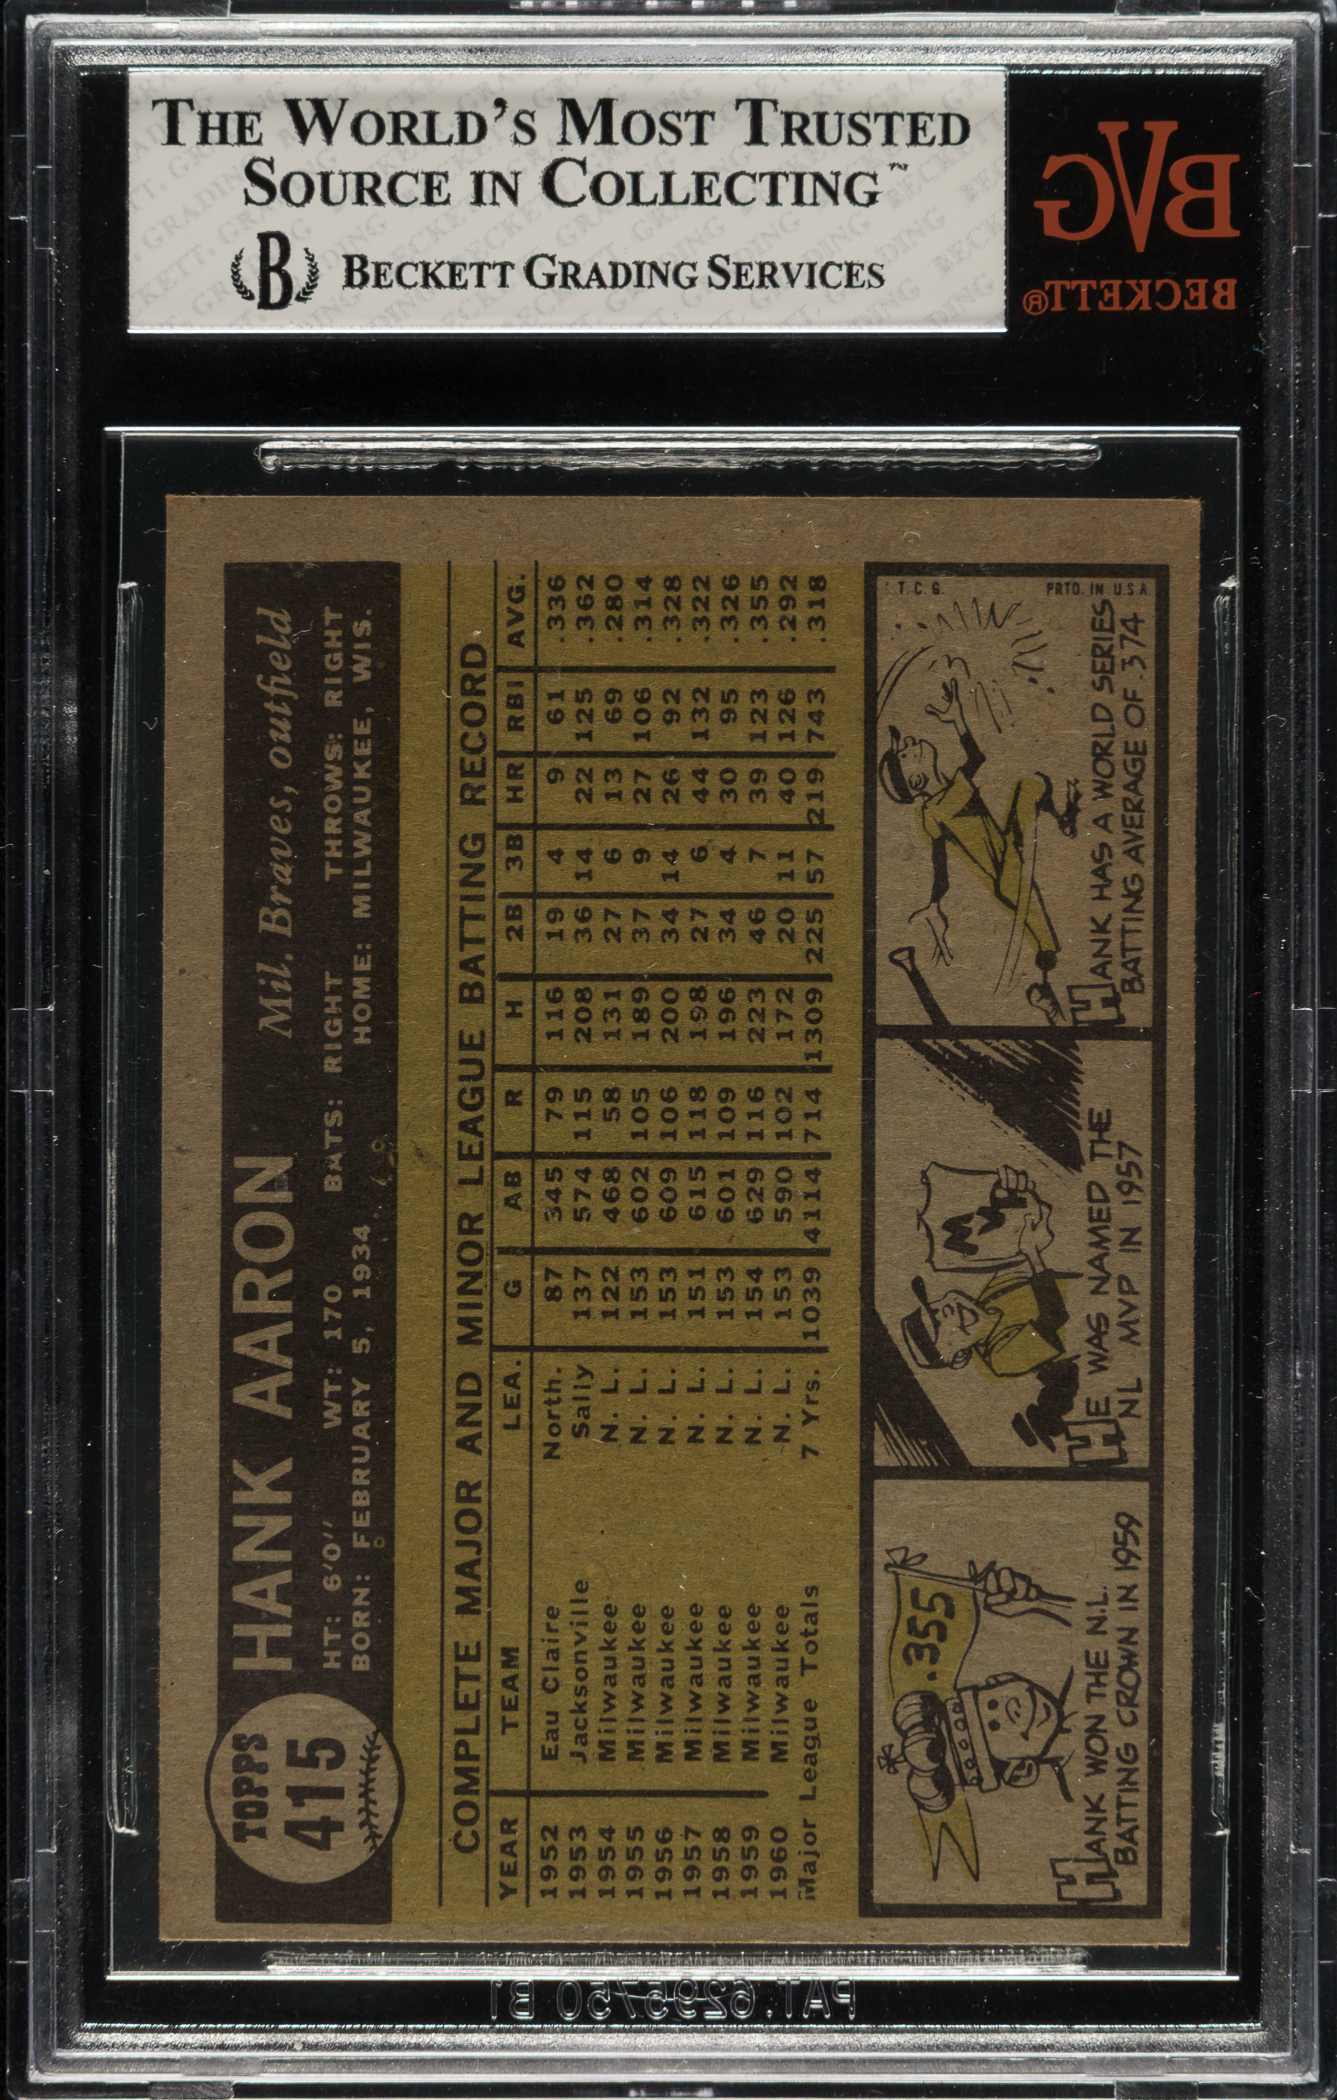 THE WORLD'S MOST TRUSTED
SOURCE IN COLLECTING™
B BECKETT GRADING SERVICES
BVG
BECKETT®
TOPPS
415
HANK AARON Mil. Braves, outfield
HT: 6'0'' WT: 170 BATS: RIGHT THROWS: RIGHT
BORN: FEBRUARY 5, 1934 HOME: MILWAUKEE, WIS.
COMPLETE MAJOR AND MINOR LEAGUE BATTING RECORD
YEAR TEAM LEA. G AB R H 2B 3B HR RBI AVG.
1952 Eau Claire North. 87 345 79 116 19 4 9 61 .336
1953 Jacksonville Sally 137 574 115 208 36 14 22 125 .362
1954 Milwaukee N. L. 122 468 58 131 27 6 13 69 .280
1955 Milwaukee N. L. 153 602 105 189 37 9 27 106 .314
1956 Milwaukee N. L. 153 609 106 200 34 14 26 92 .328
1957 Milwaukee N. L. 151 615 118 198 27 6 44 132 .322
1958 Milwaukee N. L. 153 601 109 196 34 4 30 95 .326
1959 Milwaukee N. L. 154 629 116 223 46 7 39 123 .355
1960 Milwaukee N. L. 153 590 102 172 20 11 40 126 .292
Major League Totals 7 Yrs. 1039 4114 714 1309 225 57 219 743 .318
.355
HANK WON THE N.L.
BATTING CROWN IN 1959
MVP
HE WAS NAMED THE
NL MVP IN 1957
T.C.G.
PRTD. IN U.S.A.
HANK HAS A WORLD SERIES
BATTING AVERAGE OF .374
PAT.6295750 B1